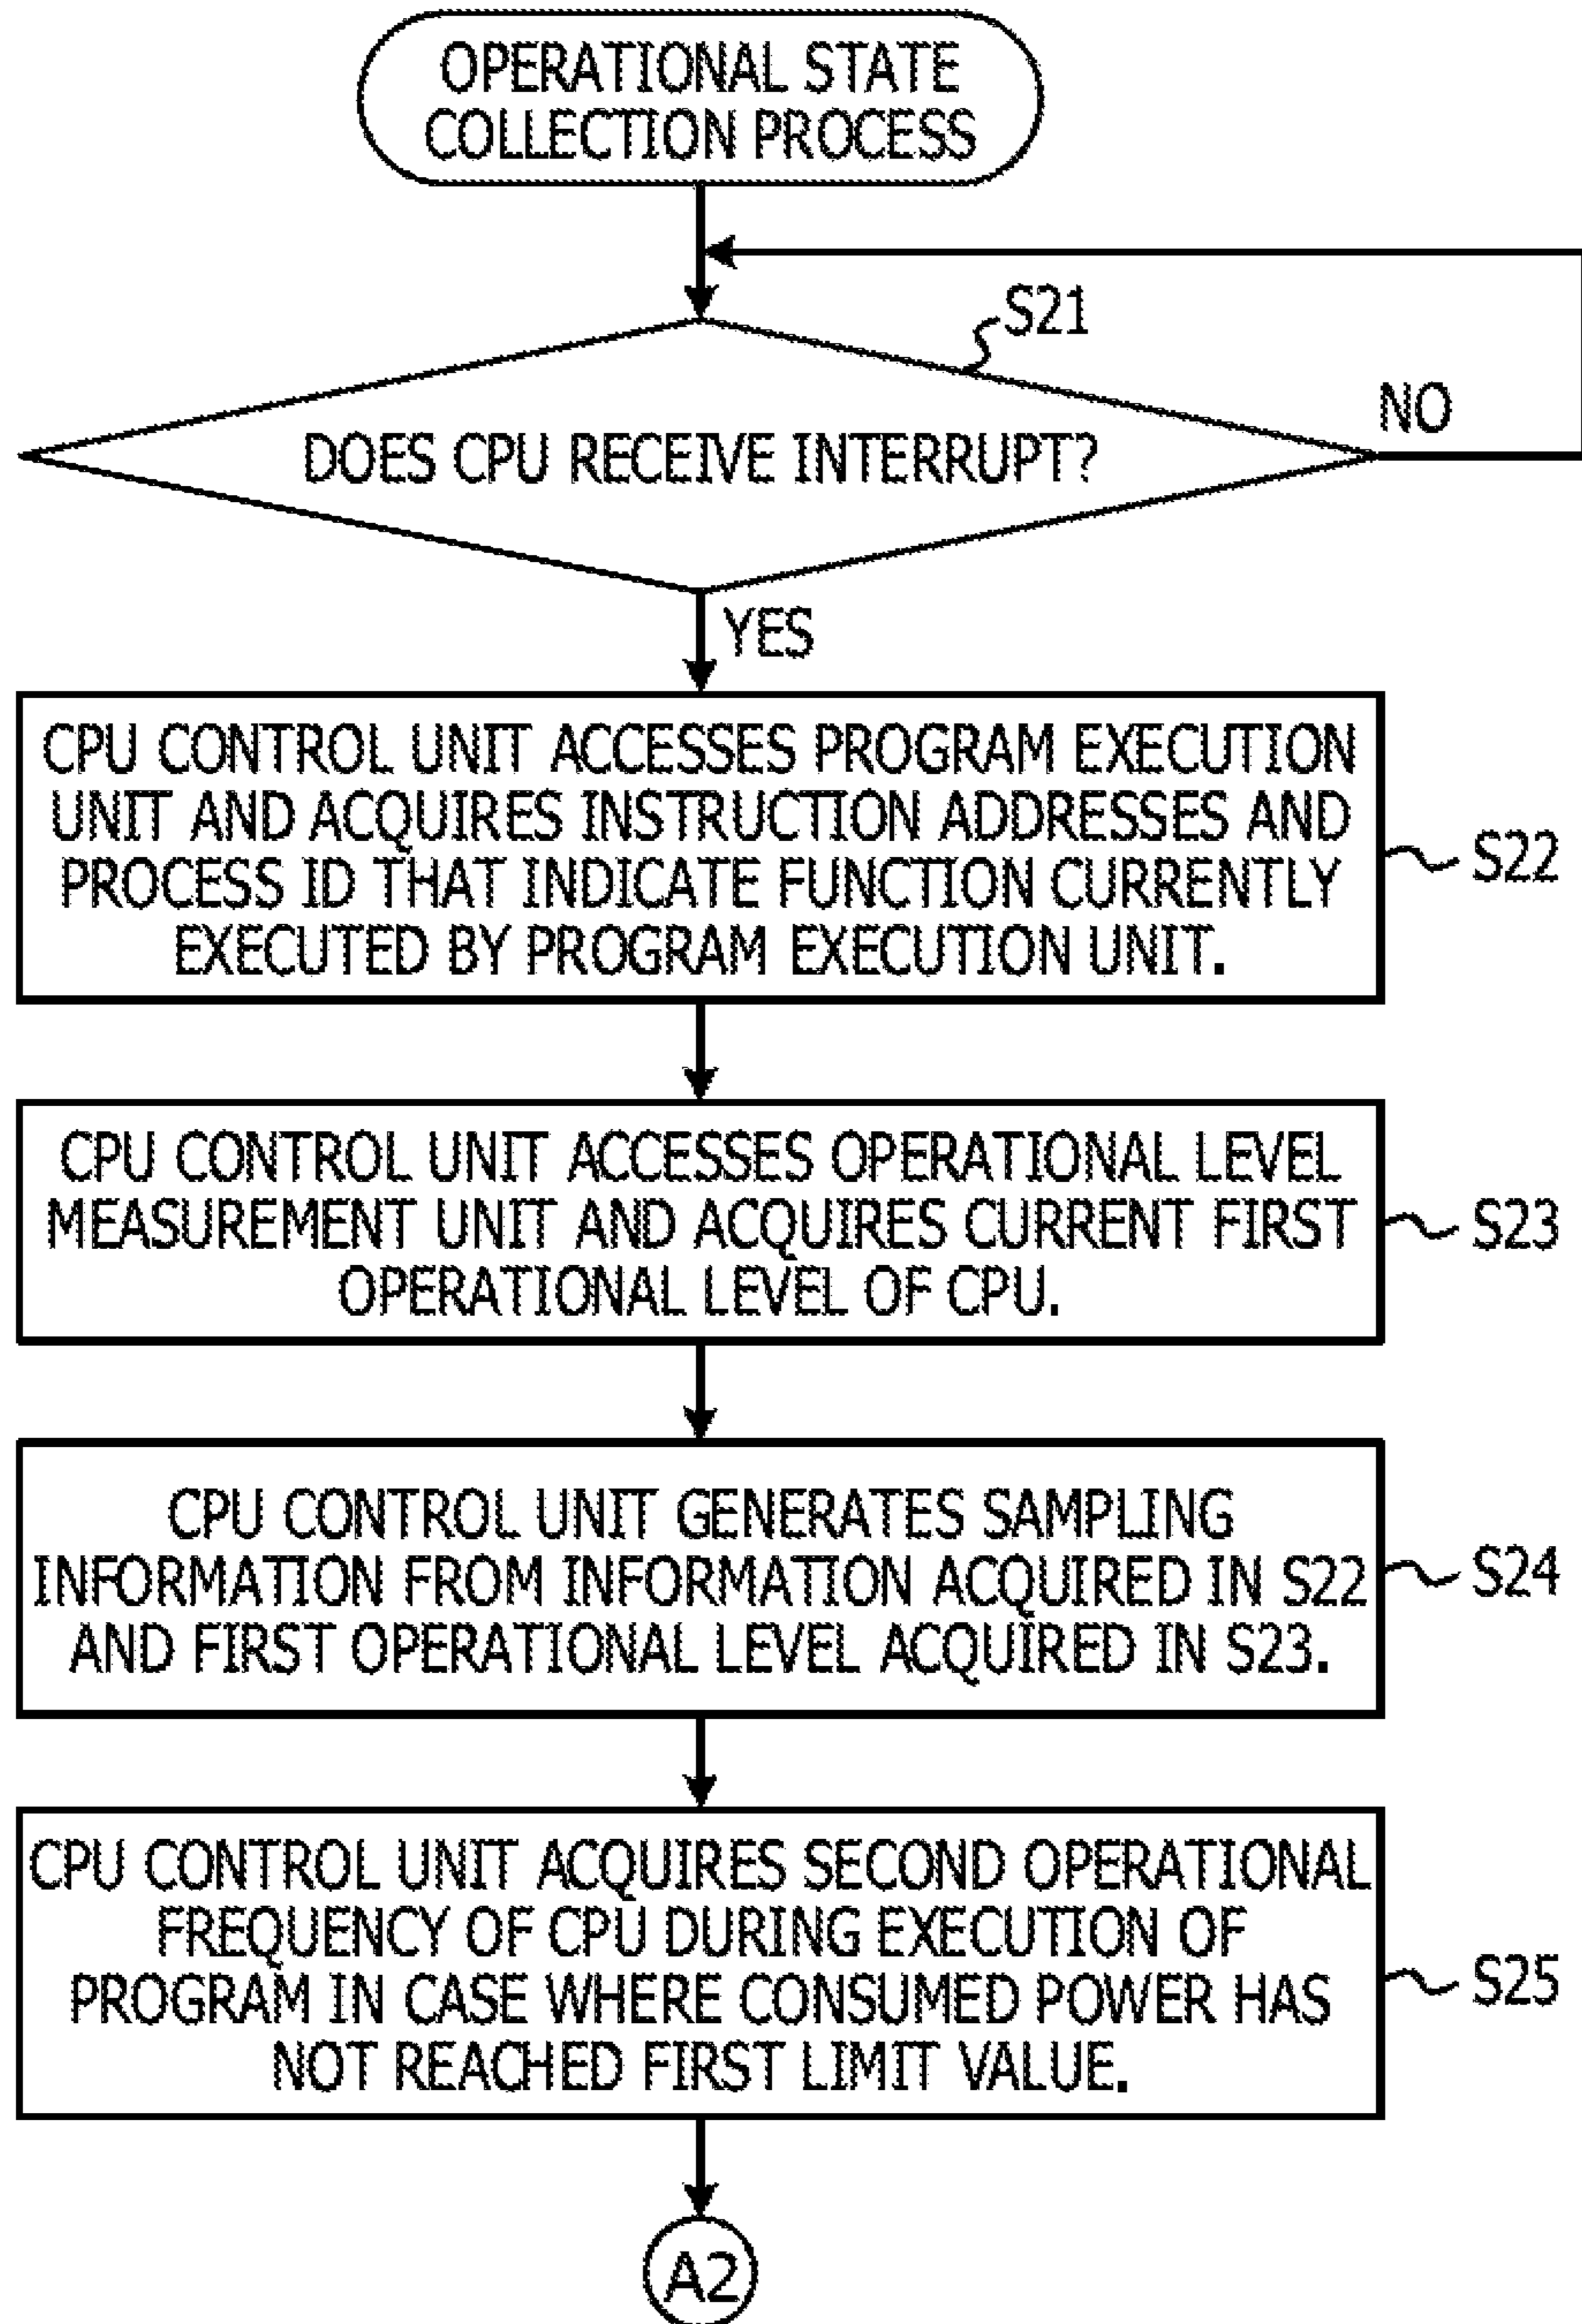 OPERATIONAL STATE
COLLECTION PROCESS
S21
NO
DOES CPU RECEIVE INTERRUPT?
YES
CPU CONTROL UNIT ACCESSES PROGRAM EXECUTION
UNIT AND ACQUIRES INSTRUCTION ADDRESSES AND
PROCESS ID THAT INDICATE FUNCTION CURRENTLY
EXECUTED BY PROGRAM EXECUTION UNIT.
S22
CPU CONTROL UNIT ACCESSES OPERATIONAL LEVEL
MEASUREMENT UNIT AND ACQUIRES CURRENT FIRST
OPERATIONAL LEVEL OF CPU.
S23
CPU CONTROL UNIT GENERATES SAMPLING
INFORMATION FROM INFORMATION ACQUIRED IN S22
AND FIRST OPERATIONAL LEVEL ACQUIRED IN S23.
S24
CPU CONTROL UNIT ACQUIRES SECOND OPERATIONAL
FREQUENCY OF CPU DURING EXECUTION OF
PROGRAM IN CASE WHERE CONSUMED POWER HAS
NOT REACHED FIRST LIMIT VALUE.
S25
A2